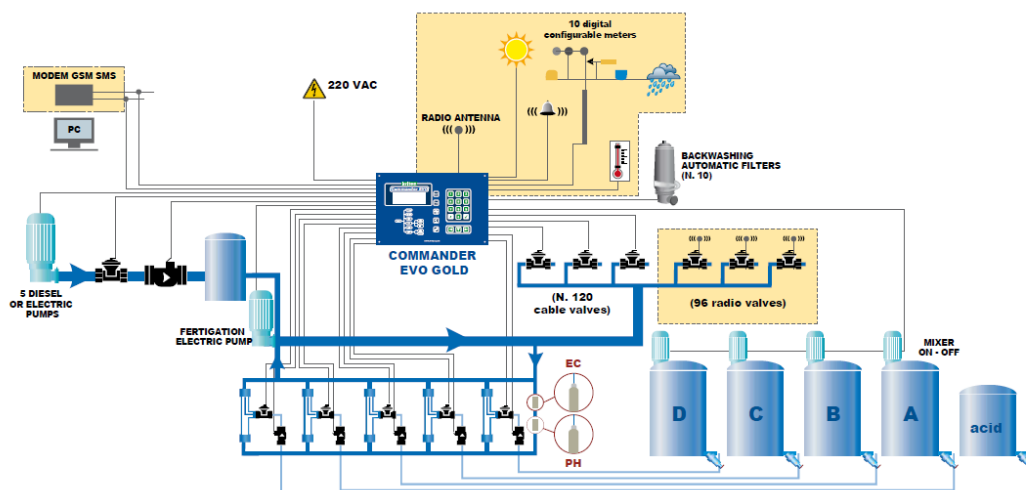 10 digital
configurable meters
MODEM GSM SMS
220 VAC
RADIO ANTENNA
PC
BACKWASHING
AUTOMATIC FILTERS
(N. 10)
COMMANDER
EVO GOLD
5 DIESEL
OR ELECTRIC
PUMPS
(N. 120
cable valves)
(96 radio valves)
FERTIGATION
ELECTRIC PUMP
MIXER
ON - OFF
EC
PH
D
C
B
A
acid